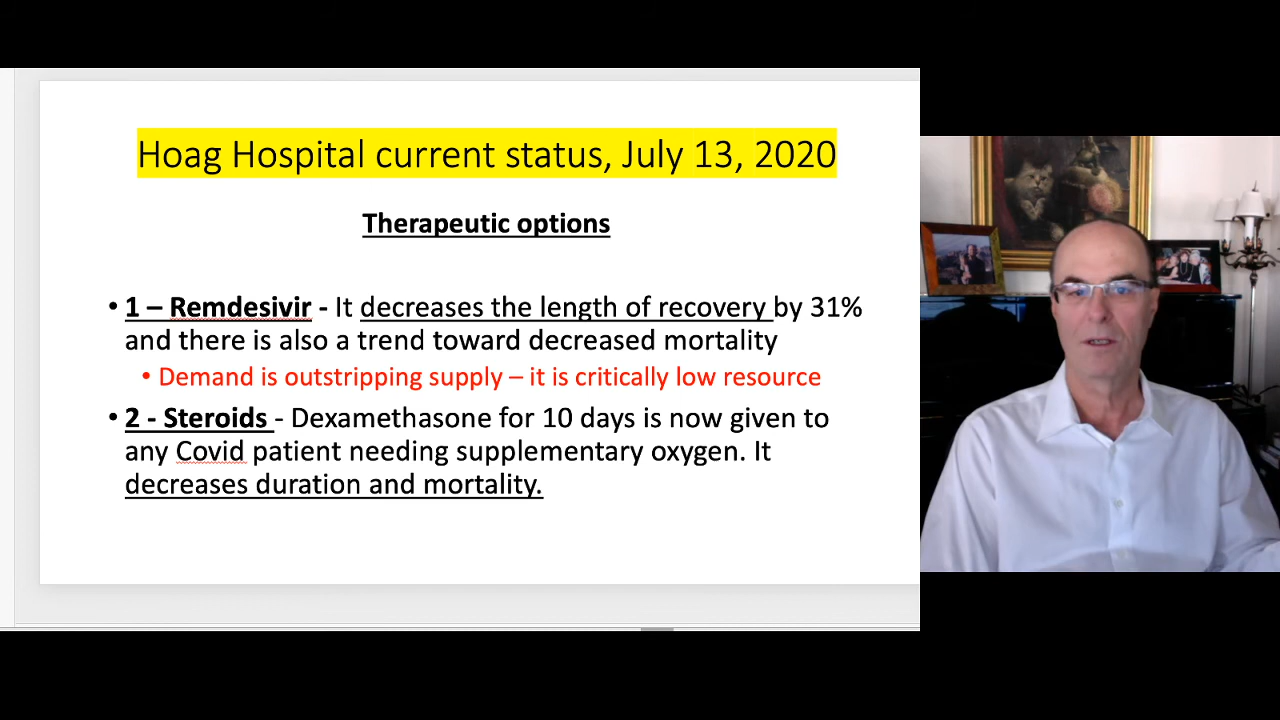 Hoag Hospital current status, July 13, 2020
Therapeutic options
• 1 – Remdesivir - It decreases the length of recovery by 31%
and there is also a trend toward decreased mortality
• Demand is outstripping supply – it is critically low resource
• 2 - Steroids - Dexamethasone for 10 days is now given to
any Covid patient needing supplementary oxygen. It
decreases duration and mortality.